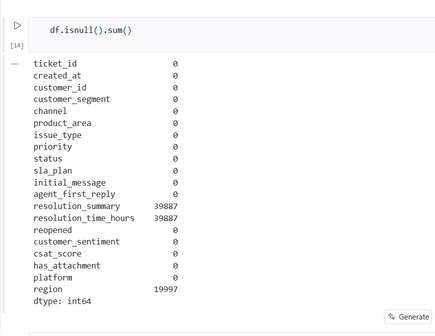 df.isnull().sum()
[14]
...
ticket_id 0
created_at 0
customer_id 0
customer_segment 0
channel 0
product_area 0
issue_type 0
priority 0
status 0
sla_plan 0
initial_message 0
agent_first_reply 0
resolution_summary 39887
resolution_time_hours 39887
reopened 0
customer_sentiment 0
csat_score 0
has_attachment 0
platform 0
region 19997
dtype: int64
Generate